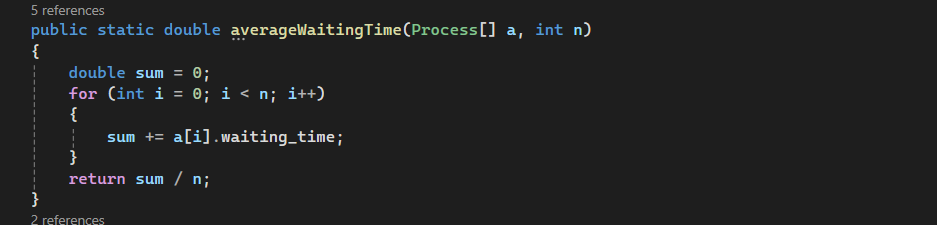 5 references
public static double averageWaitingTime(Process[] a, int n)
{
    double sum = 0;
    for (int i = 0; i < n; i++)
    {
        sum += a[i].waiting_time;
    }
    return sum / n;
}
2 references